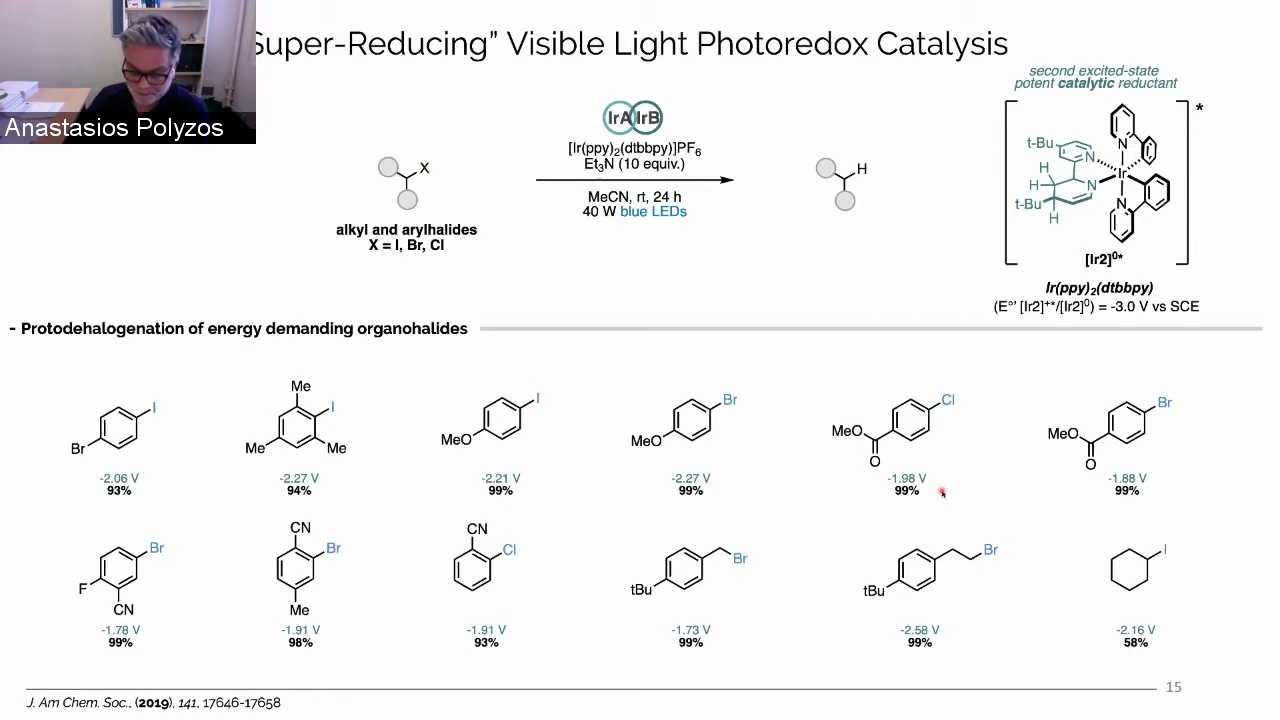 Super-Reducing” Visible Light Photoredox Catalysis
Anastasios Polyzos
second excited-state
potent catalytic reductant
IrA IrB
[Ir(ppy)₂(dtbbpy)]PF₆
Et₃N (10 equiv.)
MeCN, rt, 24 h
40 W blue LEDs
X
H
alkyl and arylhalides
X = I, Br, Cl
*
t-Bu
N
H
H
N
Ir
N
t-Bu
H
N
[Ir2]⁰*
Ir(ppy)₂(dtbbpy)
(E°’ [Ir2]⁺*/[Ir2]⁰) = -3.0 V vs SCE
- Protodehalogenation of energy demanding organohalides
I
Br
-2.06 V
93%
Me
I
Me
Me
-2.27 V
94%
I
MeO
-2.21 V
99%
Br
MeO
-2.27 V
99%
Cl
MeO
O
-1.98 V
99%
Br
MeO
O
-1.88 V
99%
Br
F
CN
-1.78 V
99%
CN
Br
Me
-1.91 V
98%
CN
Cl
-1.91 V
93%
Br
tBu
-1.73 V
99%
Br
tBu
-2.58 V
99%
I
-2.16 V
58%
15
J. Am Chem. Soc., (2019), 141, 17646-17658